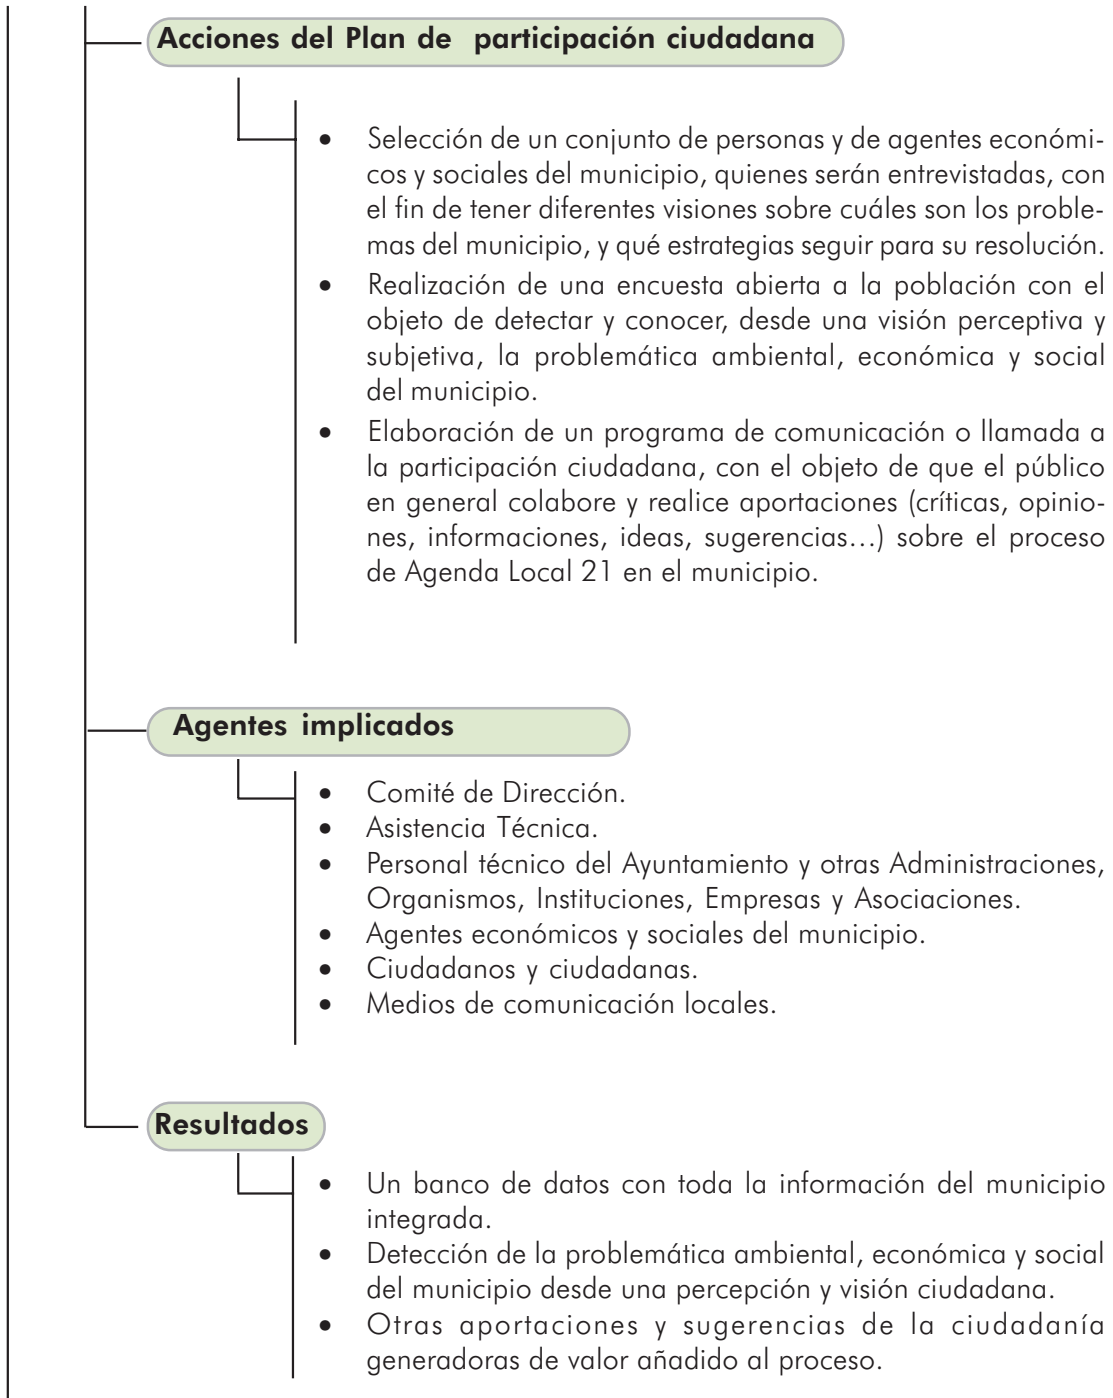 Acciones del Plan de participación ciudadana
• Selección de un conjunto de personas y de agentes económi-
cos y sociales del municipio, quienes serán entrevistadas, con
el fin de tener diferentes visiones sobre cuáles son los proble-
mas del municipio, y qué estrategias seguir para su resolución.
• Realización de una encuesta abierta a la población con el
objeto de detectar y conocer, desde una visión perceptiva y
subjetiva, la problemática ambiental, económica y social
del municipio.
• Elaboración de un programa de comunicación o llamada a
la participación ciudadana, con el objeto de que el público
en general colabore y realice aportaciones (críticas, opinio-
nes, informaciones, ideas, sugerencias...) sobre el proceso
de Agenda Local 21 en el municipio.
Agentes implicados
• Comité de Dirección.
• Asistencia Técnica.
• Personal técnico del Ayuntamiento y otras Administraciones,
Organismos, Instituciones, Empresas y Asociaciones.
• Agentes económicos y sociales del municipio.
• Ciudadanos y ciudadanas.
• Medios de comunicación locales.
Resultados
• Un banco de datos con toda la información del municipio
integrada.
• Detección de la problemática ambiental, económica y social
del municipio desde una percepción y visión ciudadana.
• Otras aportaciones y sugerencias de la ciudadanía
generadoras de valor añadido al proceso.